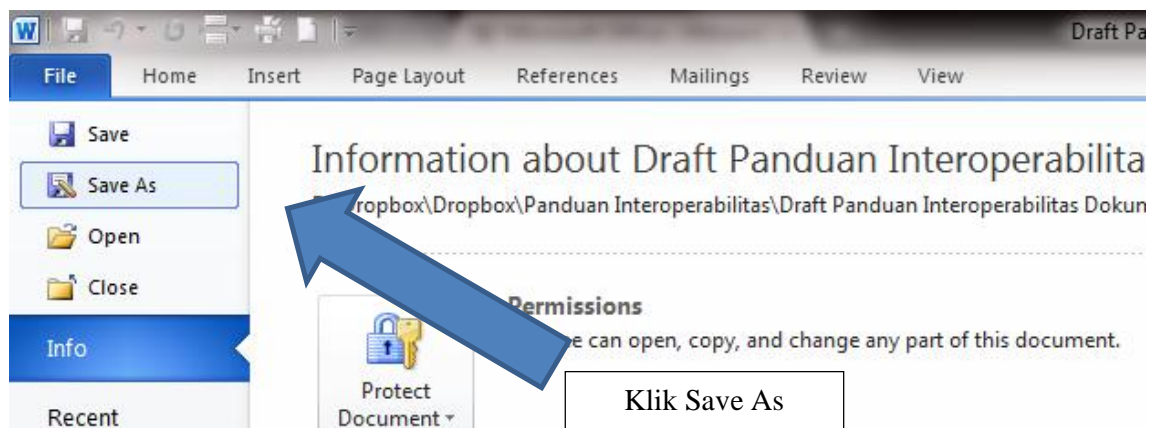 Draft Pa
File Home Insert Page Layout References Mailings Review View
Save
Save As
Open
Close
Info
Recent
Information about Draft Panduan Interoperabilita
\Dropbox\Panduan Interoperabilitas\Draft Panduan Interoperabilitas Dokun
Permissions
can open, copy, and change any part of this document.
Protect
Document
Klik Save As